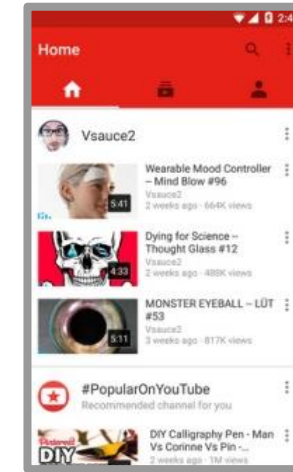 2:4
Home
Vsauce2
Wearable Mood Controller
– Mind Blow #96
Vsauce2
2 weeks ago · 664K views
5:41
Dying for Science –
Thought Glass #12
Vsauce2
2 weeks ago · 488K views
4:33
MONSTER EYEBALL – LÜT
#53
Vsauce2
3 weeks ago · 817K views
5:11
#PopularOnYouTube
Recommended channel for you
Pinterest
DIY
DIY Calligraphy Pen - Man
Vs Corinne Vs Pin -...
2 weeks ago · 1M views